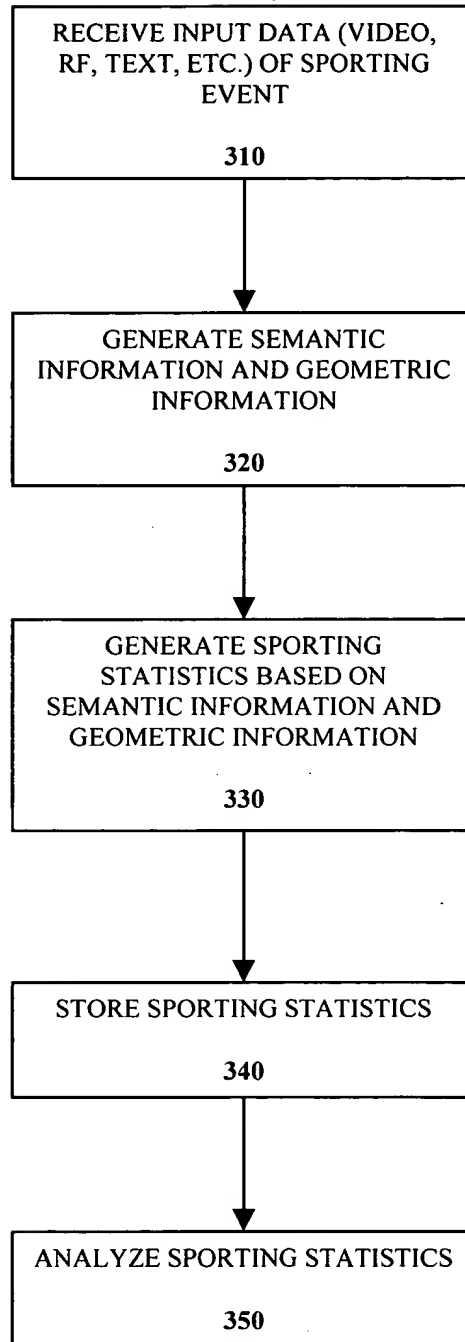 RECEIVE INPUT DATA (VIDEO,
RF, TEXT, ETC.) OF SPORTING
EVENT
310
GENERATE SEMANTIC
INFORMATION AND GEOMETRIC
INFORMATION
320
GENERATE SPORTING
STATISTICS BASED ON
SEMANTIC INFORMATION AND
GEOMETRIC INFORMATION
330
STORE SPORTING STATISTICS
340
ANALYZE SPORTING STATISTICS
350